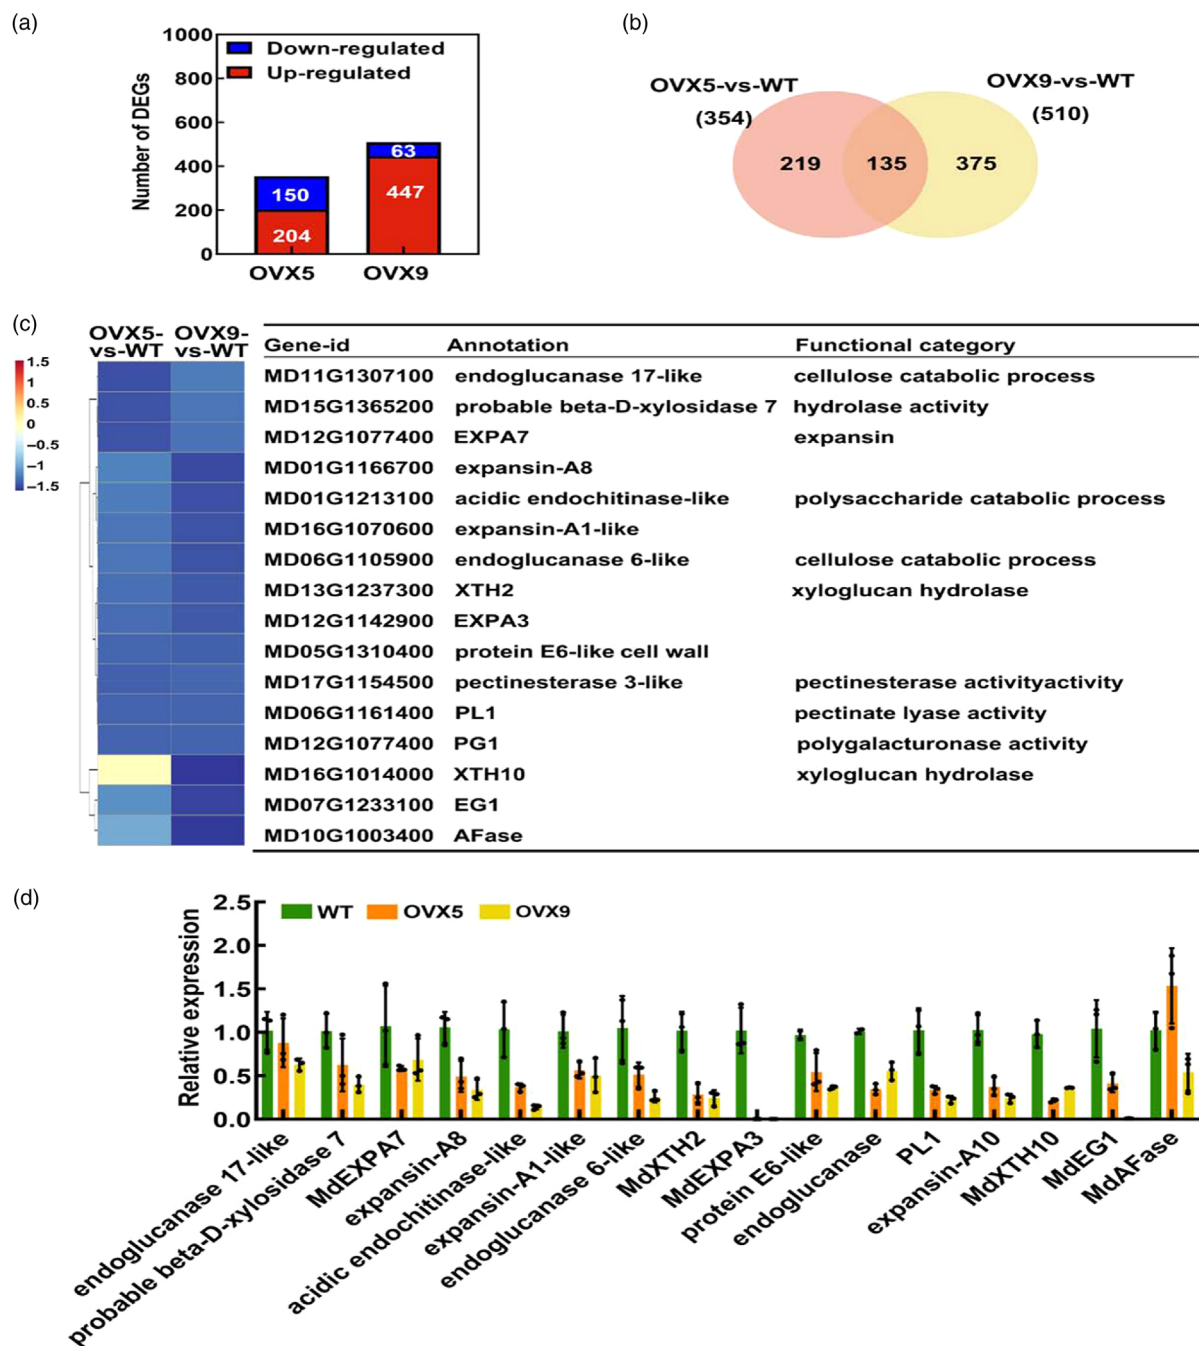 (a)
1000
800
600
400
200
0
Number of DEGs
Down-regulated
Up-regulated
150
204
63
447
OVX5
OVX9
(b)
OVX5-vs-WT
(354)
OVX9-vs-WT
(510)
219
135
375
(c)
OVX5-
vs-WT
OVX9-
vs-WT
1.5
1
0.5
0
−0.5
−1
−1.5
Gene-id Annotation Functional category
MD11G1307100 endoglucanase 17-like cellulose catabolic process
MD15G1365200 probable beta-D-xylosidase 7 hydrolase activity
MD12G1077400 EXPA7 expansin
MD01G1166700 expansin-A8
MD01G1213100 acidic endochitinase-like polysaccharide catabolic process
MD16G1070600 expansin-A1-like
MD06G1105900 endoglucanase 6-like cellulose catabolic process
MD13G1237300 XTH2 xyloglucan hydrolase
MD12G1142900 EXPA3
MD05G1310400 protein E6-like cell wall
MD17G1154500 pectinesterase 3-like pectinesterase activityactivity
MD06G1161400 PL1 pectinate lyase activity
MD12G1077400 PG1 polygalacturonase activity
MD16G1014000 XTH10 xyloglucan hydrolase
MD07G1233100 EG1
MD10G1003400 AFase
(d)
2.5
2.0
1.5
1.0
0.5
0.0
Relative expression
WT OVX5 OVX9
endoglucanase 17-like
probable beta-D-xylosidase 7
MdEXPA7
expansin-A8
acidic endochitinase-like
expansin-A1-like
endoglucanase 6-like
MdXTH2
MdEXPA3
protein E6-like
endoglucanase
PL1
expansin-A10
MdXTH10
MdEG1
MdAFase